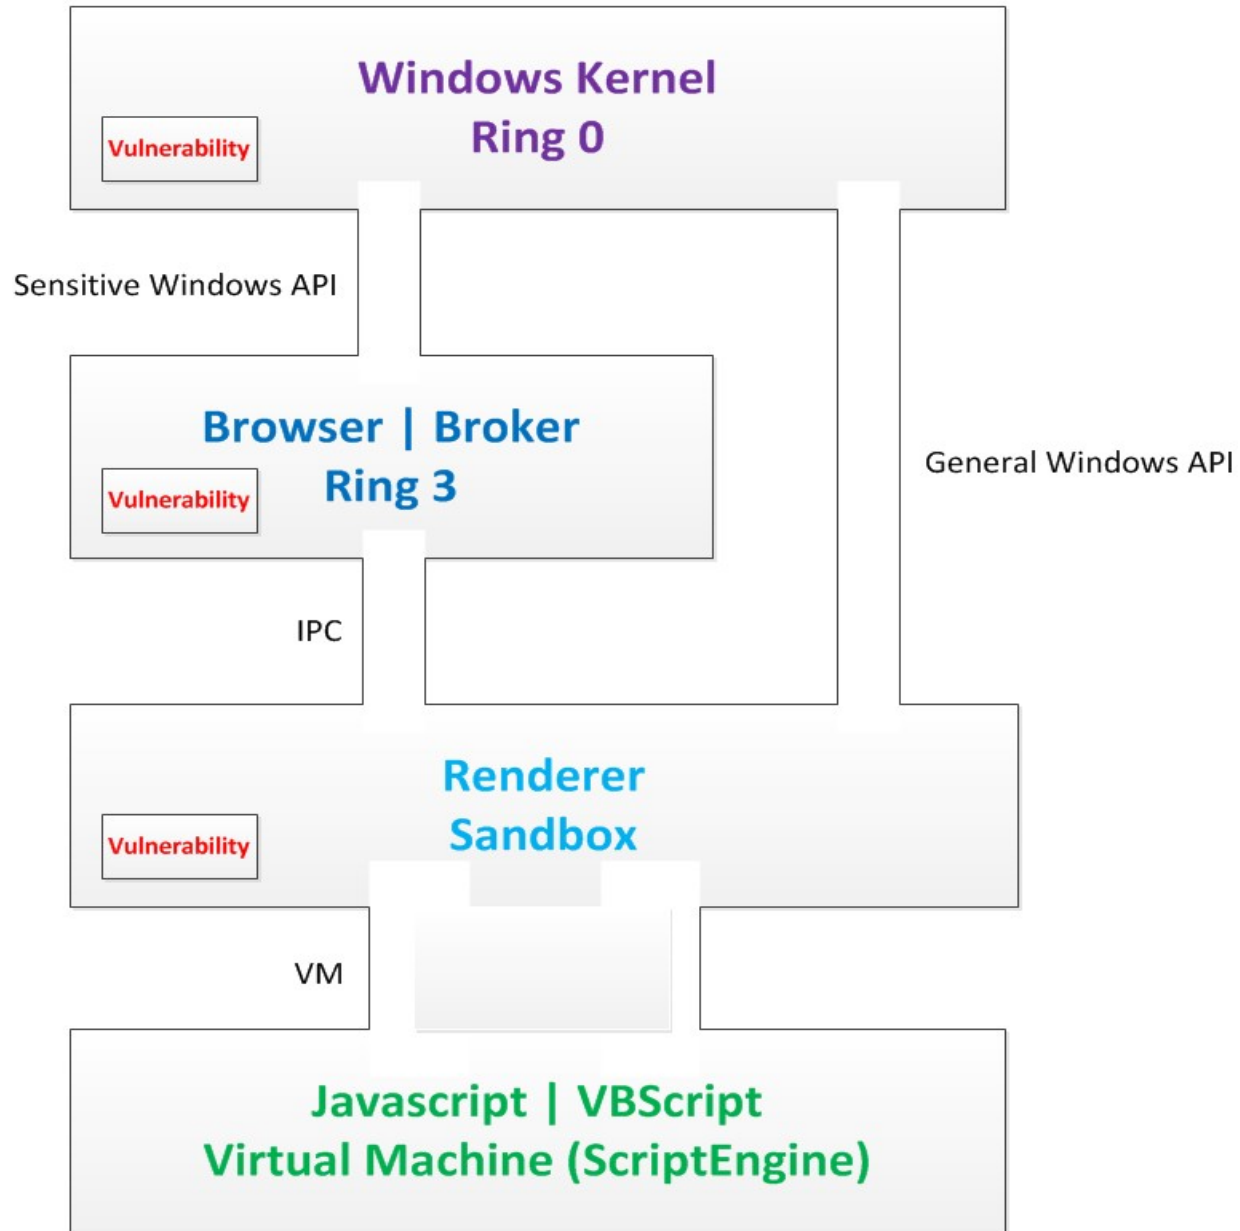 Windows Kernel
Ring 0
Vulnerability
Sensitive Windows API
Browser | Broker
Ring 3
Vulnerability
General Windows API
IPC
Renderer
Sandbox
Vulnerability
VM
Javascript | VBScript
Virtual Machine (ScriptEngine)